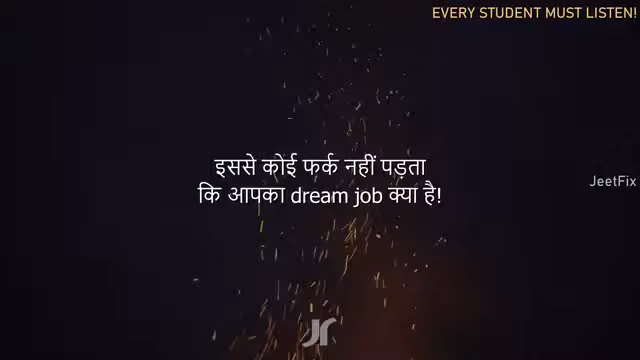 EVERY STUDENT MUST LISTEN!
इससे कोई फर्क नहीं पड़ता
JeetFix
कि आपका dream job क्या है!